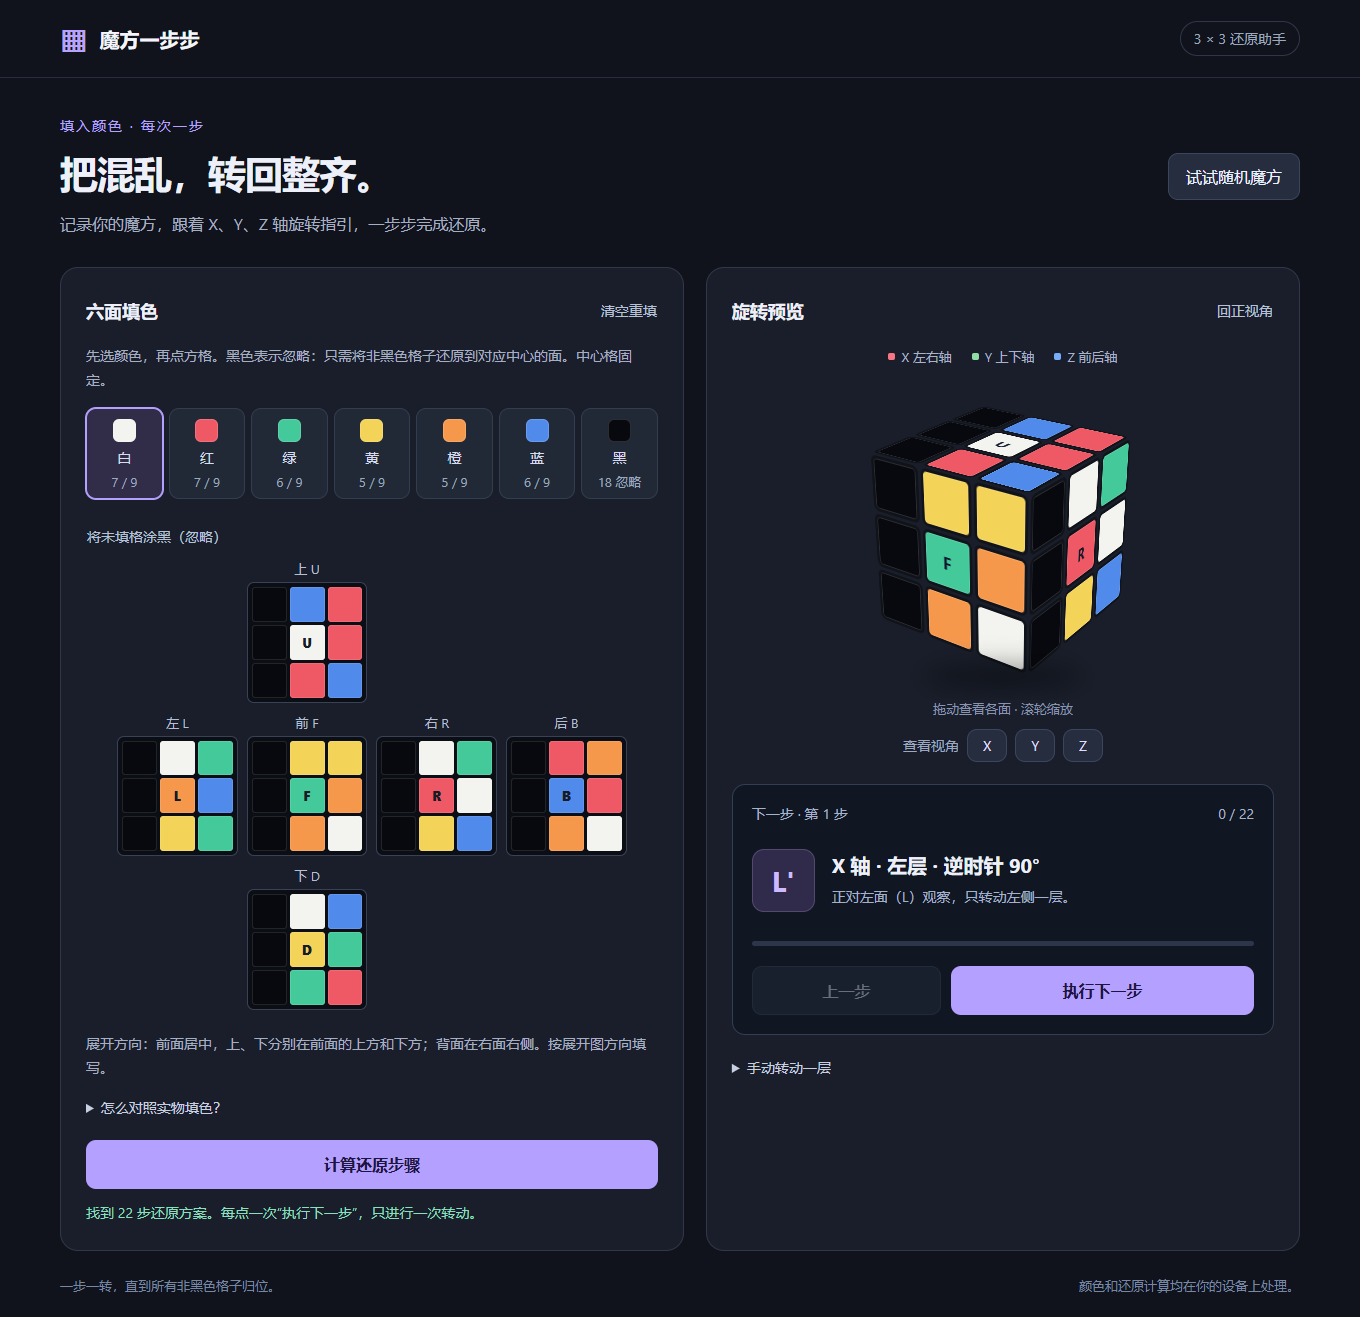 魔方一步步
3 × 3 还原助手
填入颜色 · 每次一步
把混乱，转回整齐。
试试随机魔方
记录你的魔方，跟着 X、Y、Z 轴旋转指引，一步步完成还原。
六面填色
清空重填
先选颜色，再点方格。黑色表示忽略：只需将非黑色格子还原到对应中心的面。中心格固
定。
白
红
绿
黄
橙
蓝
黑
7 / 9
7 / 9
6 / 9
5 / 9
5 / 9
6 / 9
18 忽略
将未填格涂黑（忽略）
上 U
U
左 L
前 F
右 R
后 B
L
F
R
B
下 D
D
展开方向：前面居中，上、下分别在前面的上方和下方；背面在右面右侧。按展开图方向填
写。
▶ 怎么对照实物填色？
计算还原步骤
找到 22 步还原方案。每点一次“执行下一步”，只进行一次转动。
旋转预览
回正视角
X 左右轴
Y 上下轴
Z 前后轴
U
F
R
拖动查看各面 · 滚轮缩放
查看视角
X
Y
Z
下一步 · 第 1 步
0 / 22
L'
X 轴 · 左层 · 逆时针 90°
正对左面（L）观察，只转动左侧一层。
上一步
执行下一步
▶ 手动转动一层
一步一转，直到所有非黑色格子归位。
颜色和还原计算均在你的设备上处理。